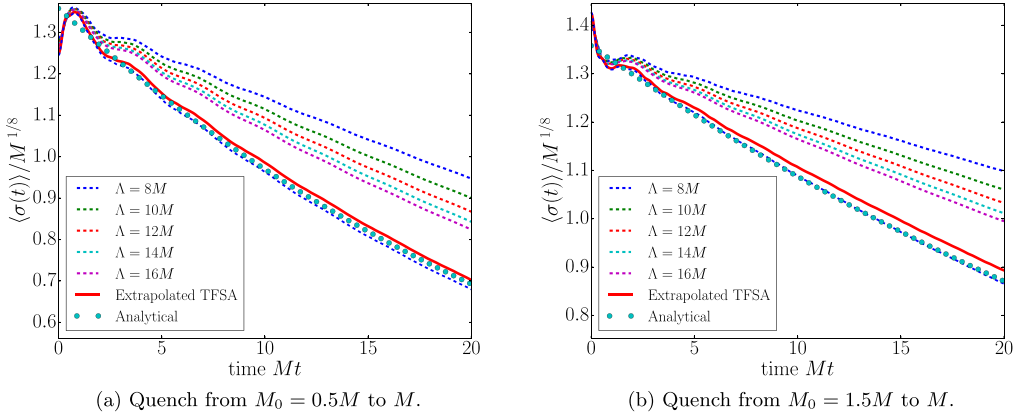 1.3
1.2
1.1
1.0
0.9
0.8
0.7
0.6
⟨σ(t)⟩/M^{1/8}
Λ = 8M
Λ = 10M
Λ = 12M
Λ = 14M
Λ = 16M
Extrapolated TFSA
Analytical
0 5 10 15 20
time Mt
(a) Quench from M_0 = 0.5M to M.
1.4
1.3
1.2
1.1
1.0
0.9
0.8
⟨σ(t)⟩/M^{1/8}
Λ = 8M
Λ = 10M
Λ = 12M
Λ = 14M
Λ = 16M
Extrapolated TFSA
Analytical
0 5 10 15 20
time Mt
(b) Quench from M_0 = 1.5M to M.